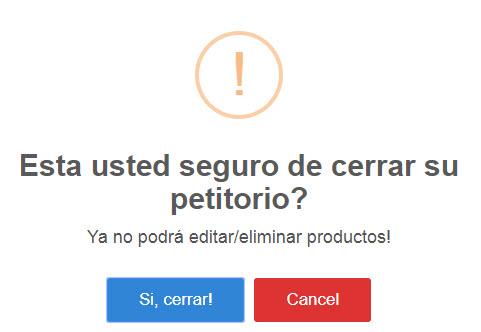 !
Esta usted seguro de cerrar su
petitorio?
Ya no podrá editar/eliminar productos!
Si, cerrar!
Cancel